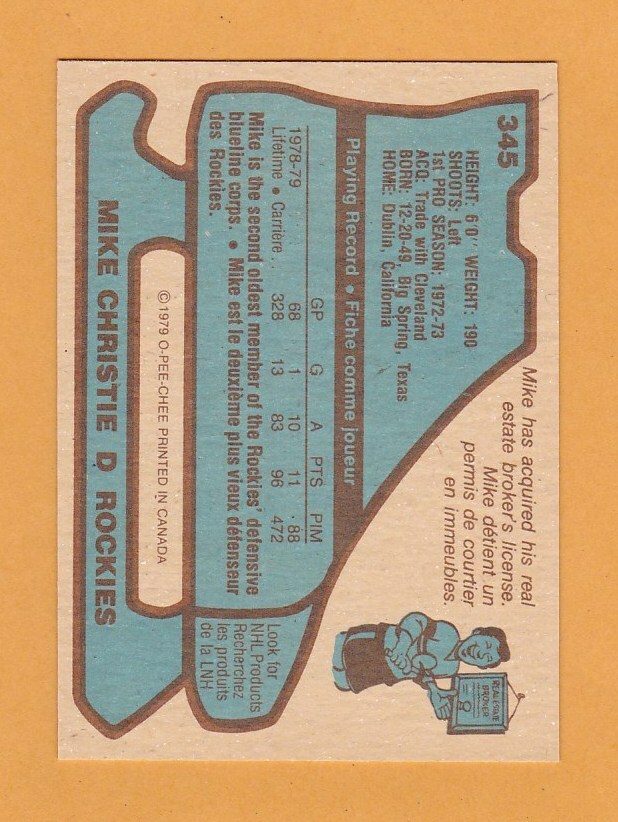 345
HEIGHT: 6'0" WEIGHT: 190
SHOOTS: Left
1st PRO SEASON: 1972-73
ACQ: Trade with Cleveland
BORN: 12-20-49, Big Spring, Texas
HOME: Dublin, California
Mike has acquired his real
estate broker's license.
Mike détient un
permis de courtier
en immeubles.
REAL ESTATE
BROKER
Playing Record • Fiche comme joueur
GP G A PTS PIM
1978-79 68 1 10 11 88
Lifetime • Carrière.. 328 13 83 96 472
Mike is the second oldest member of the Rockies' defensive
blueline corps. • Mike est le deuxième plus vieux défenseur
des Rockies.
Look for
NHL Products
Recherchez
les produits
de la LNH
© 1979 O-PEE-CHEE PRINTED IN CANADA
MIKE CHRISTIE D ROCKIES